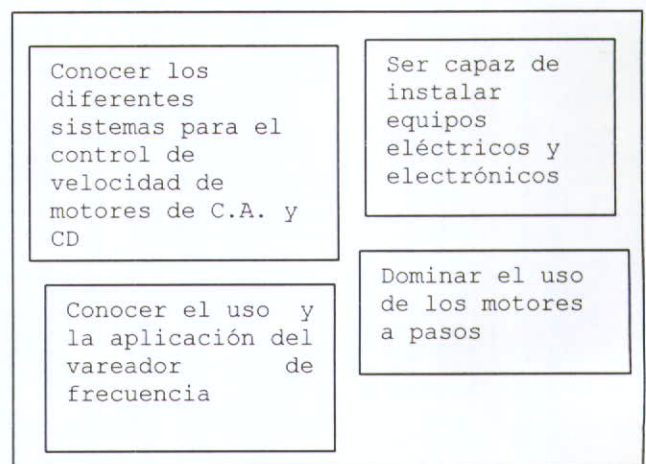 Conocer los
diferentes
sistemas para el
control de
velocidad de
motores de C.A. y
CD
Ser capaz de
instalar
equipos
eléctricos y
electrónicos
Conocer el uso y
la aplicación del
vareador de
frecuencia
Dominar el uso
de los motores
a pasos